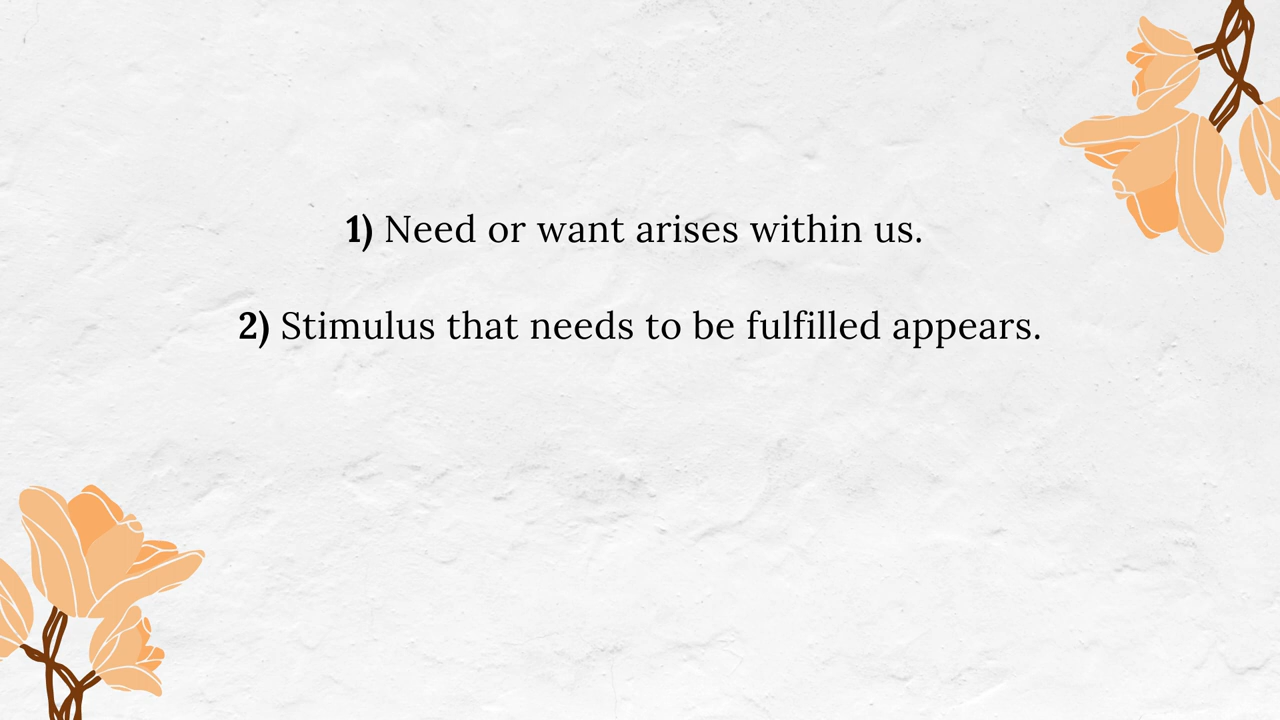 1) Need or want arises within us.
2) Stimulus that needs to be fulfilled appears.